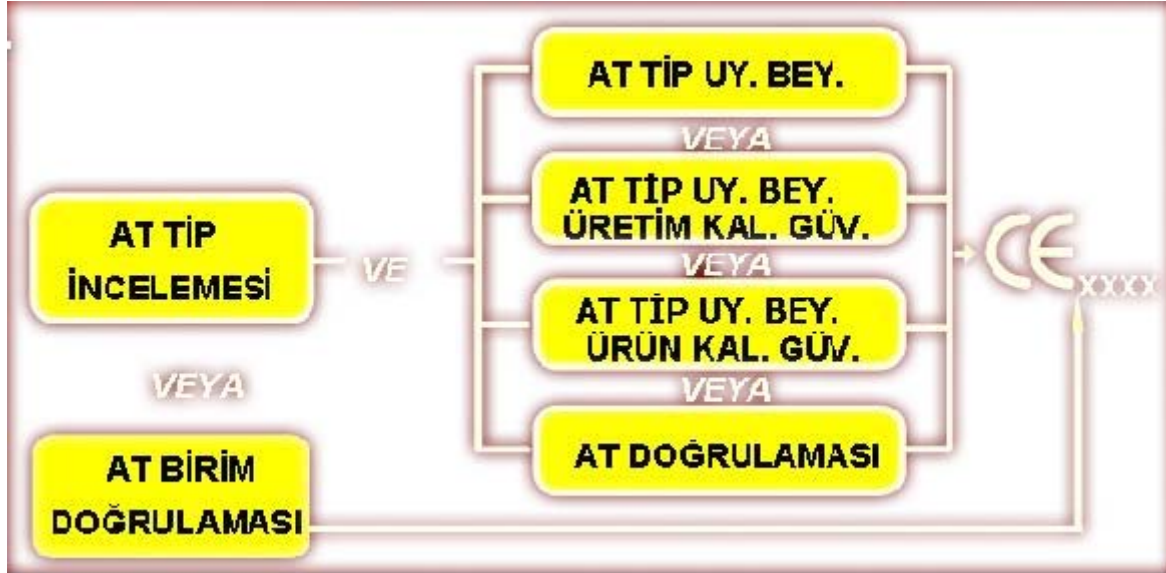 AT TİP
İNCELEMESİ
VEYA
AT BİRİM
DOĞRULAMASI
VE
AT TİP UY. BEY.
VEYA
AT TİP UY. BEY.
ÜRETİM KAL. GÜV.
VEYA
AT TİP UY. BEY.
ÜRÜN KAL. GÜV.
VEYA
AT DOĞRULAMASI
CE
XXXX